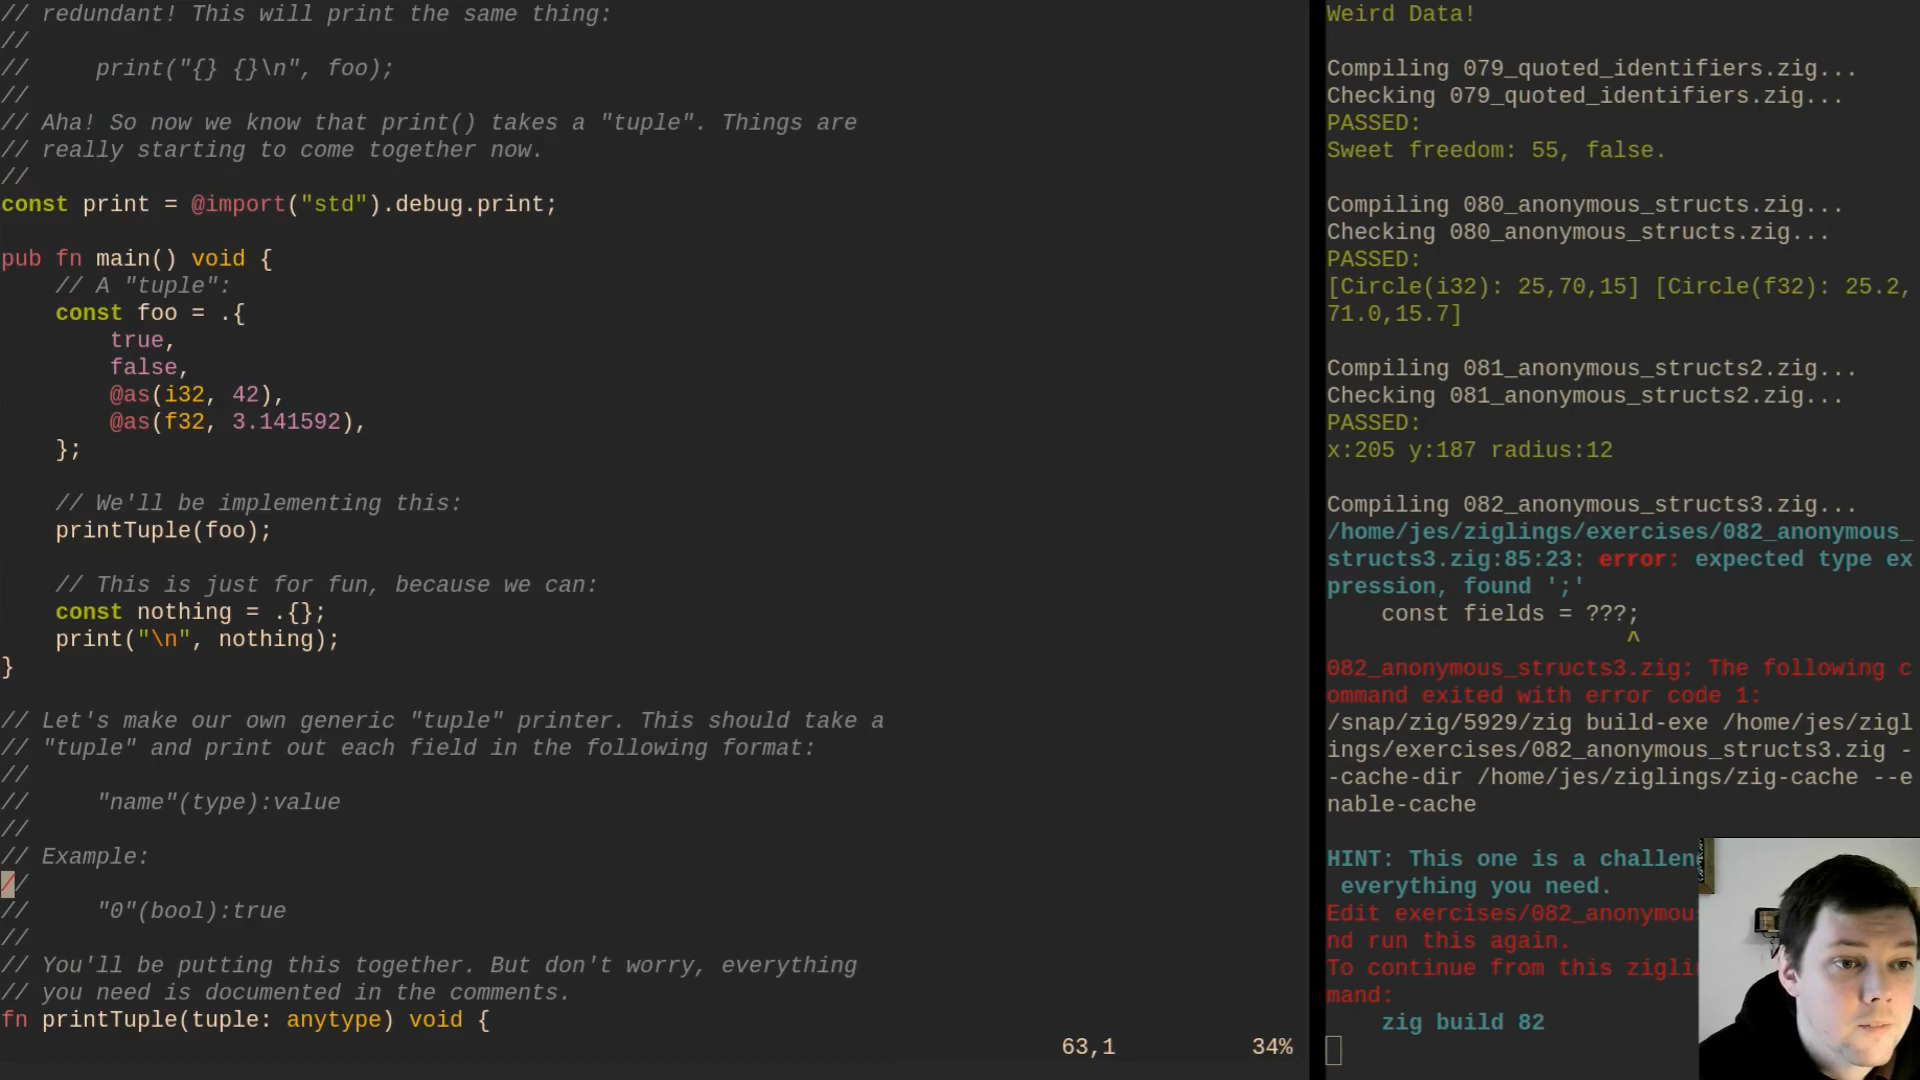 // redundant! This will print the same thing:
//
//     print("{} {}\n", foo);
//
// Aha! So now we know that print() takes a "tuple". Things are
// really starting to come together now.
//
const print = @import("std").debug.print;
pub fn main() void {
    // A "tuple":
    const foo = .{
        true,
        false,
        @as(i32, 42),
        @as(f32, 3.141592),
    };
    // We'll be implementing this:
    printTuple(foo);
    // This is just for fun, because we can:
    const nothing = .{};
    print("\n", nothing);
}
// Let's make our own generic "tuple" printer. This should take a
// "tuple" and print out each field in the following format:
//
//     "name"(type):value
//
// Example:
//
//     "0"(bool):true
//
// You'll be putting this together. But don't worry, everything
// you need is documented in the comments.
fn printTuple(tuple: anytype) void {
63,1 34%
Weird Data!
Compiling 079_quoted_identifiers.zig...
Checking 079_quoted_identifiers.zig...
PASSED:
Sweet freedom: 55, false.
Compiling 080_anonymous_structs.zig...
Checking 080_anonymous_structs.zig...
PASSED:
[Circle(i32): 25,70,15] [Circle(f32): 25.2,
71.0,15.7]
Compiling 081_anonymous_structs2.zig...
Checking 081_anonymous_structs2.zig...
PASSED:
x:205 y:187 radius:12
Compiling 082_anonymous_structs3.zig...
/home/jes/ziglings/exercises/082_anonymous_
structs3.zig:85:23: error: expected type ex
pression, found ';'
    const fields = ???;
                      ^
082_anonymous_structs3.zig: The following c
ommand exited with error code 1:
/snap/zig/5929/zig build-exe /home/jes/zigl
ings/exercises/082_anonymous_structs3.zig -
-cache-dir /home/jes/ziglings/zig-cache --e
nable-cache
HINT: This one is a challen
 everything you need.
Edit exercises/082_anonymou
nd run this again.
To continue from this zigli
mand:
    zig build 82